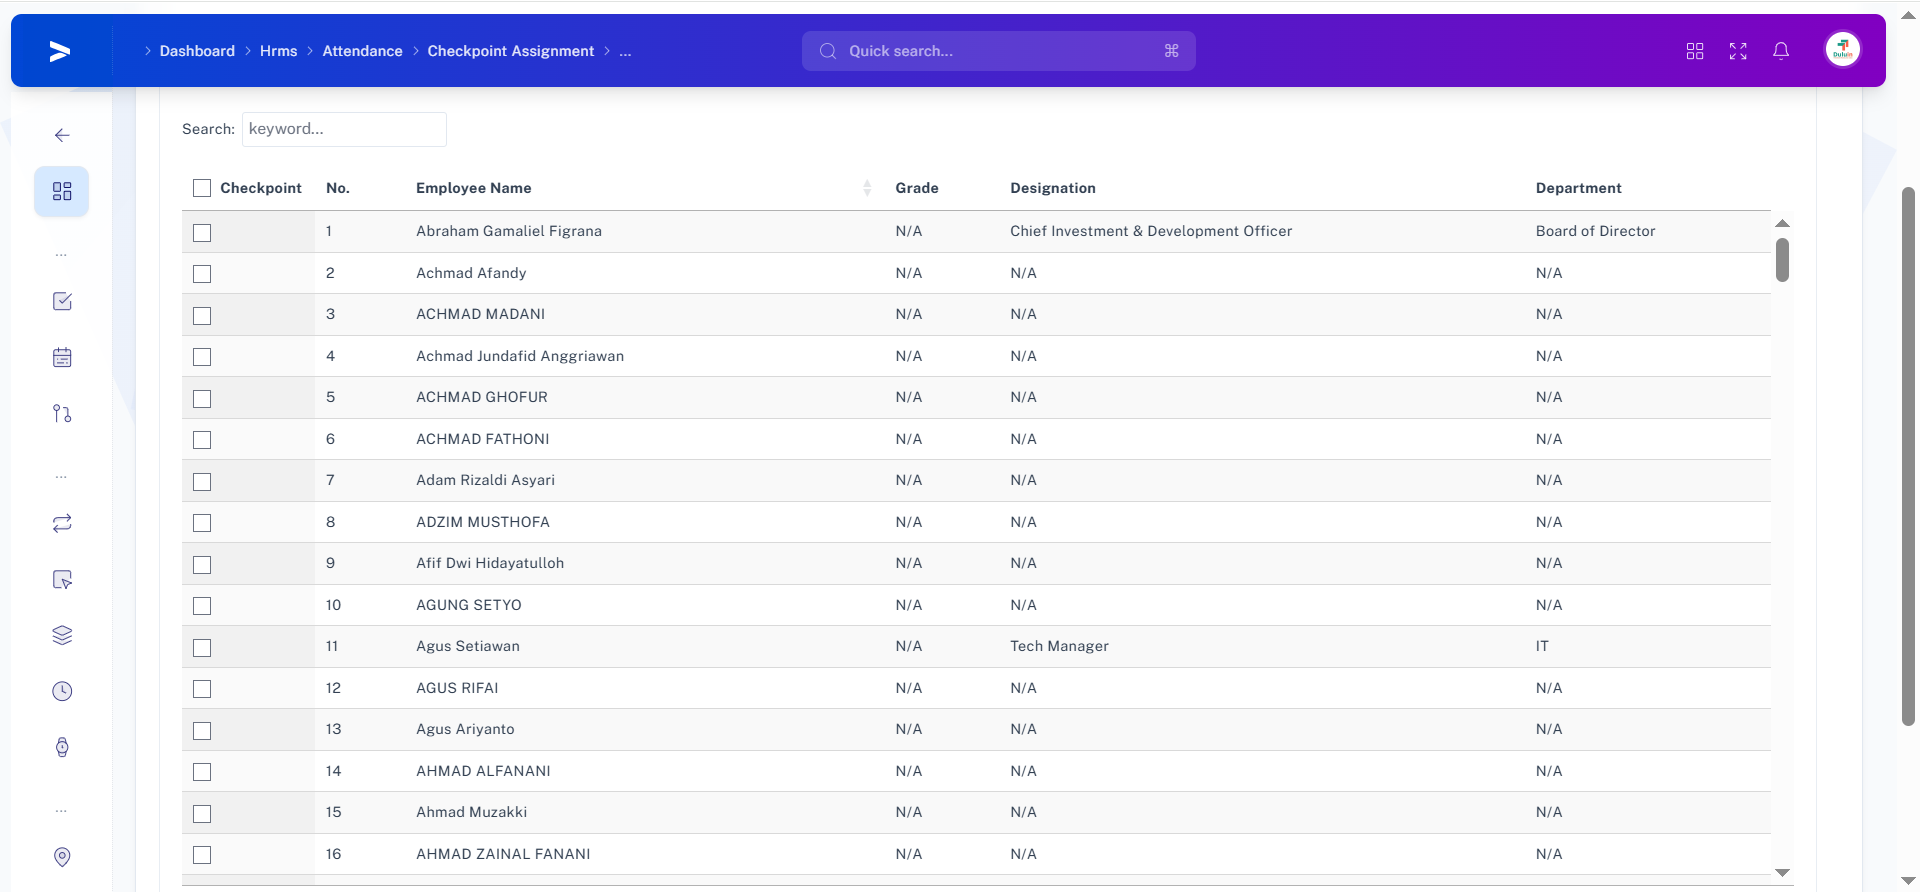 Dashboard Hrms Attendance Checkpoint Assignment ...
Quick search... ⌘
Duluin
Search: keyword...
Checkpoint No. Employee Name Grade Designation Department
1 Abraham Gamaliel Figrana N/A Chief Investment & Development Officer Board of Director
2 Achmad Afandy N/A N/A N/A
3 ACHMAD MADANI N/A N/A N/A
4 Achmad Jundafid Anggriawan N/A N/A N/A
5 ACHMAD GHOFUR N/A N/A N/A
6 ACHMAD FATHONI N/A N/A N/A
7 Adam Rizaldi Asyari N/A N/A N/A
8 ADZIM MUSTHOFA N/A N/A N/A
9 Afif Dwi Hidayatulloh N/A N/A N/A
10 AGUNG SETYO N/A N/A N/A
11 Agus Setiawan N/A Tech Manager IT
12 AGUS RIFAI N/A N/A N/A
13 Agus Ariyanto N/A N/A N/A
14 AHMAD ALFANANI N/A N/A N/A
15 Ahmad Muzakki N/A N/A N/A
16 AHMAD ZAINAL FANANI N/A N/A N/A
...
...
...